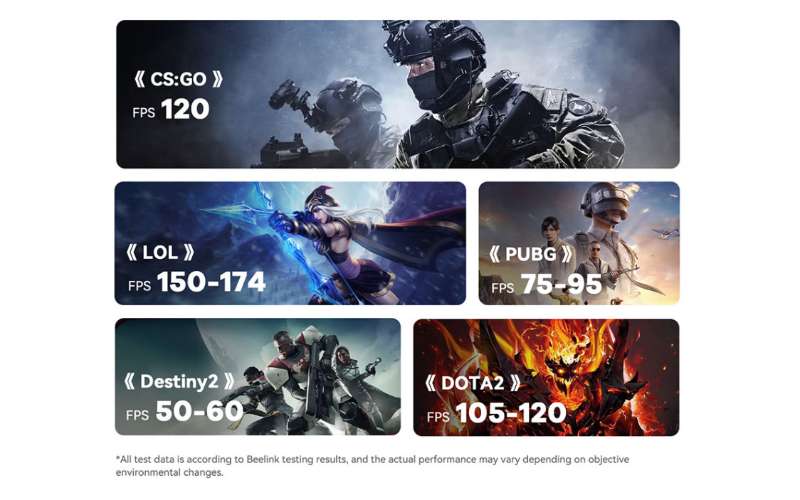 《 CS:GO 》
FPS 120
《 LOL 》
FPS 150-174
《 PUBG 》
FPS 75-95
《 Destiny2 》
FPS 50-60
《 DOTA2 》
FPS 105-120
*All test data is according to Beelink testing results, and the actual performance may vary depending on objective
environmental changes.